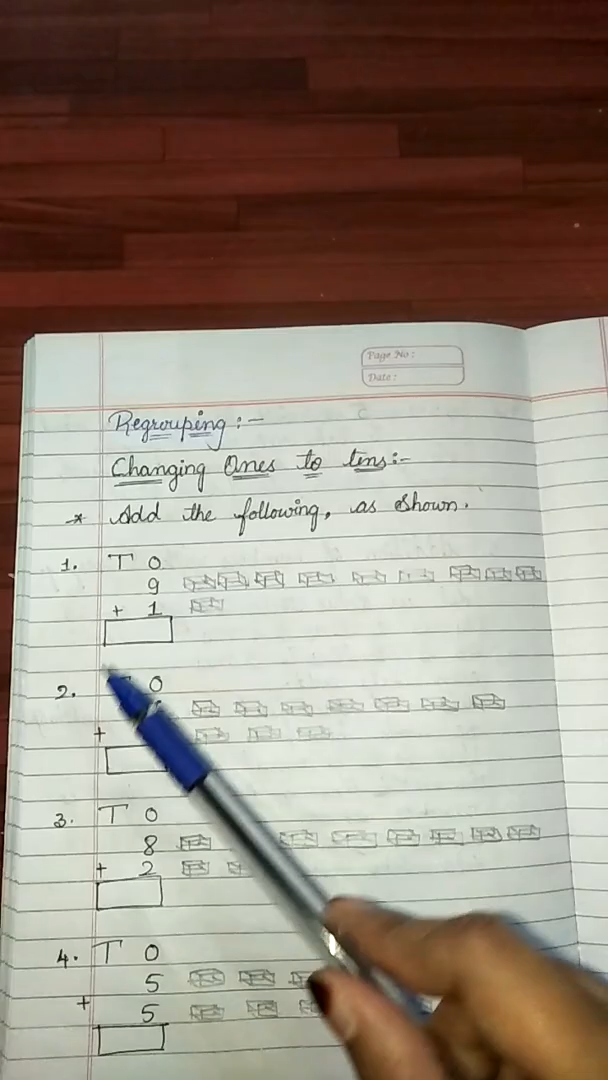 Page No :
Date :
Regrouping :-
Changing Ones to tens :-
* Add the following, as shown.
1. T O
9
+ 1
2. O
+
3. T O
8
+ 2
4. T O
5
+ 5